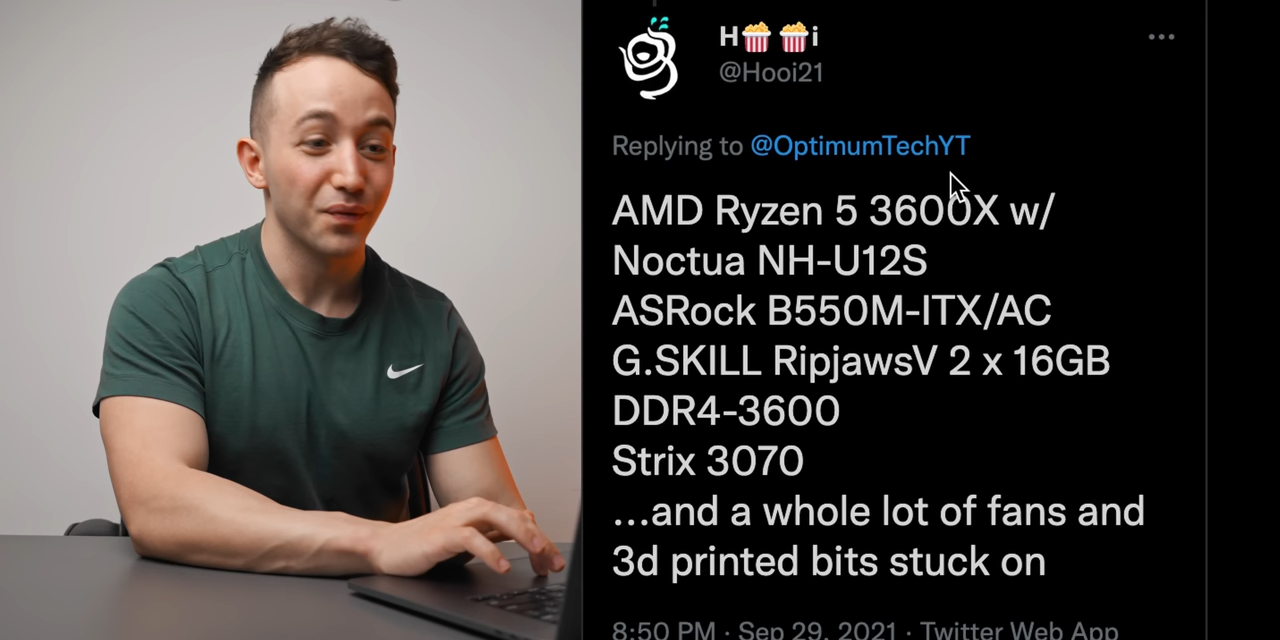 H🍿 🍿i
@Hooi21
Replying to @OptimumTechYT
AMD Ryzen 5 3600X w/
Noctua NH-U12S
ASRock B550M-ITX/AC
G.SKILL RipjawsV 2 x 16GB
DDR4-3600
Strix 3070
...and a whole lot of fans and
3d printed bits stuck on
8:50 PM · Sep 29, 2021 · Twitter Web App